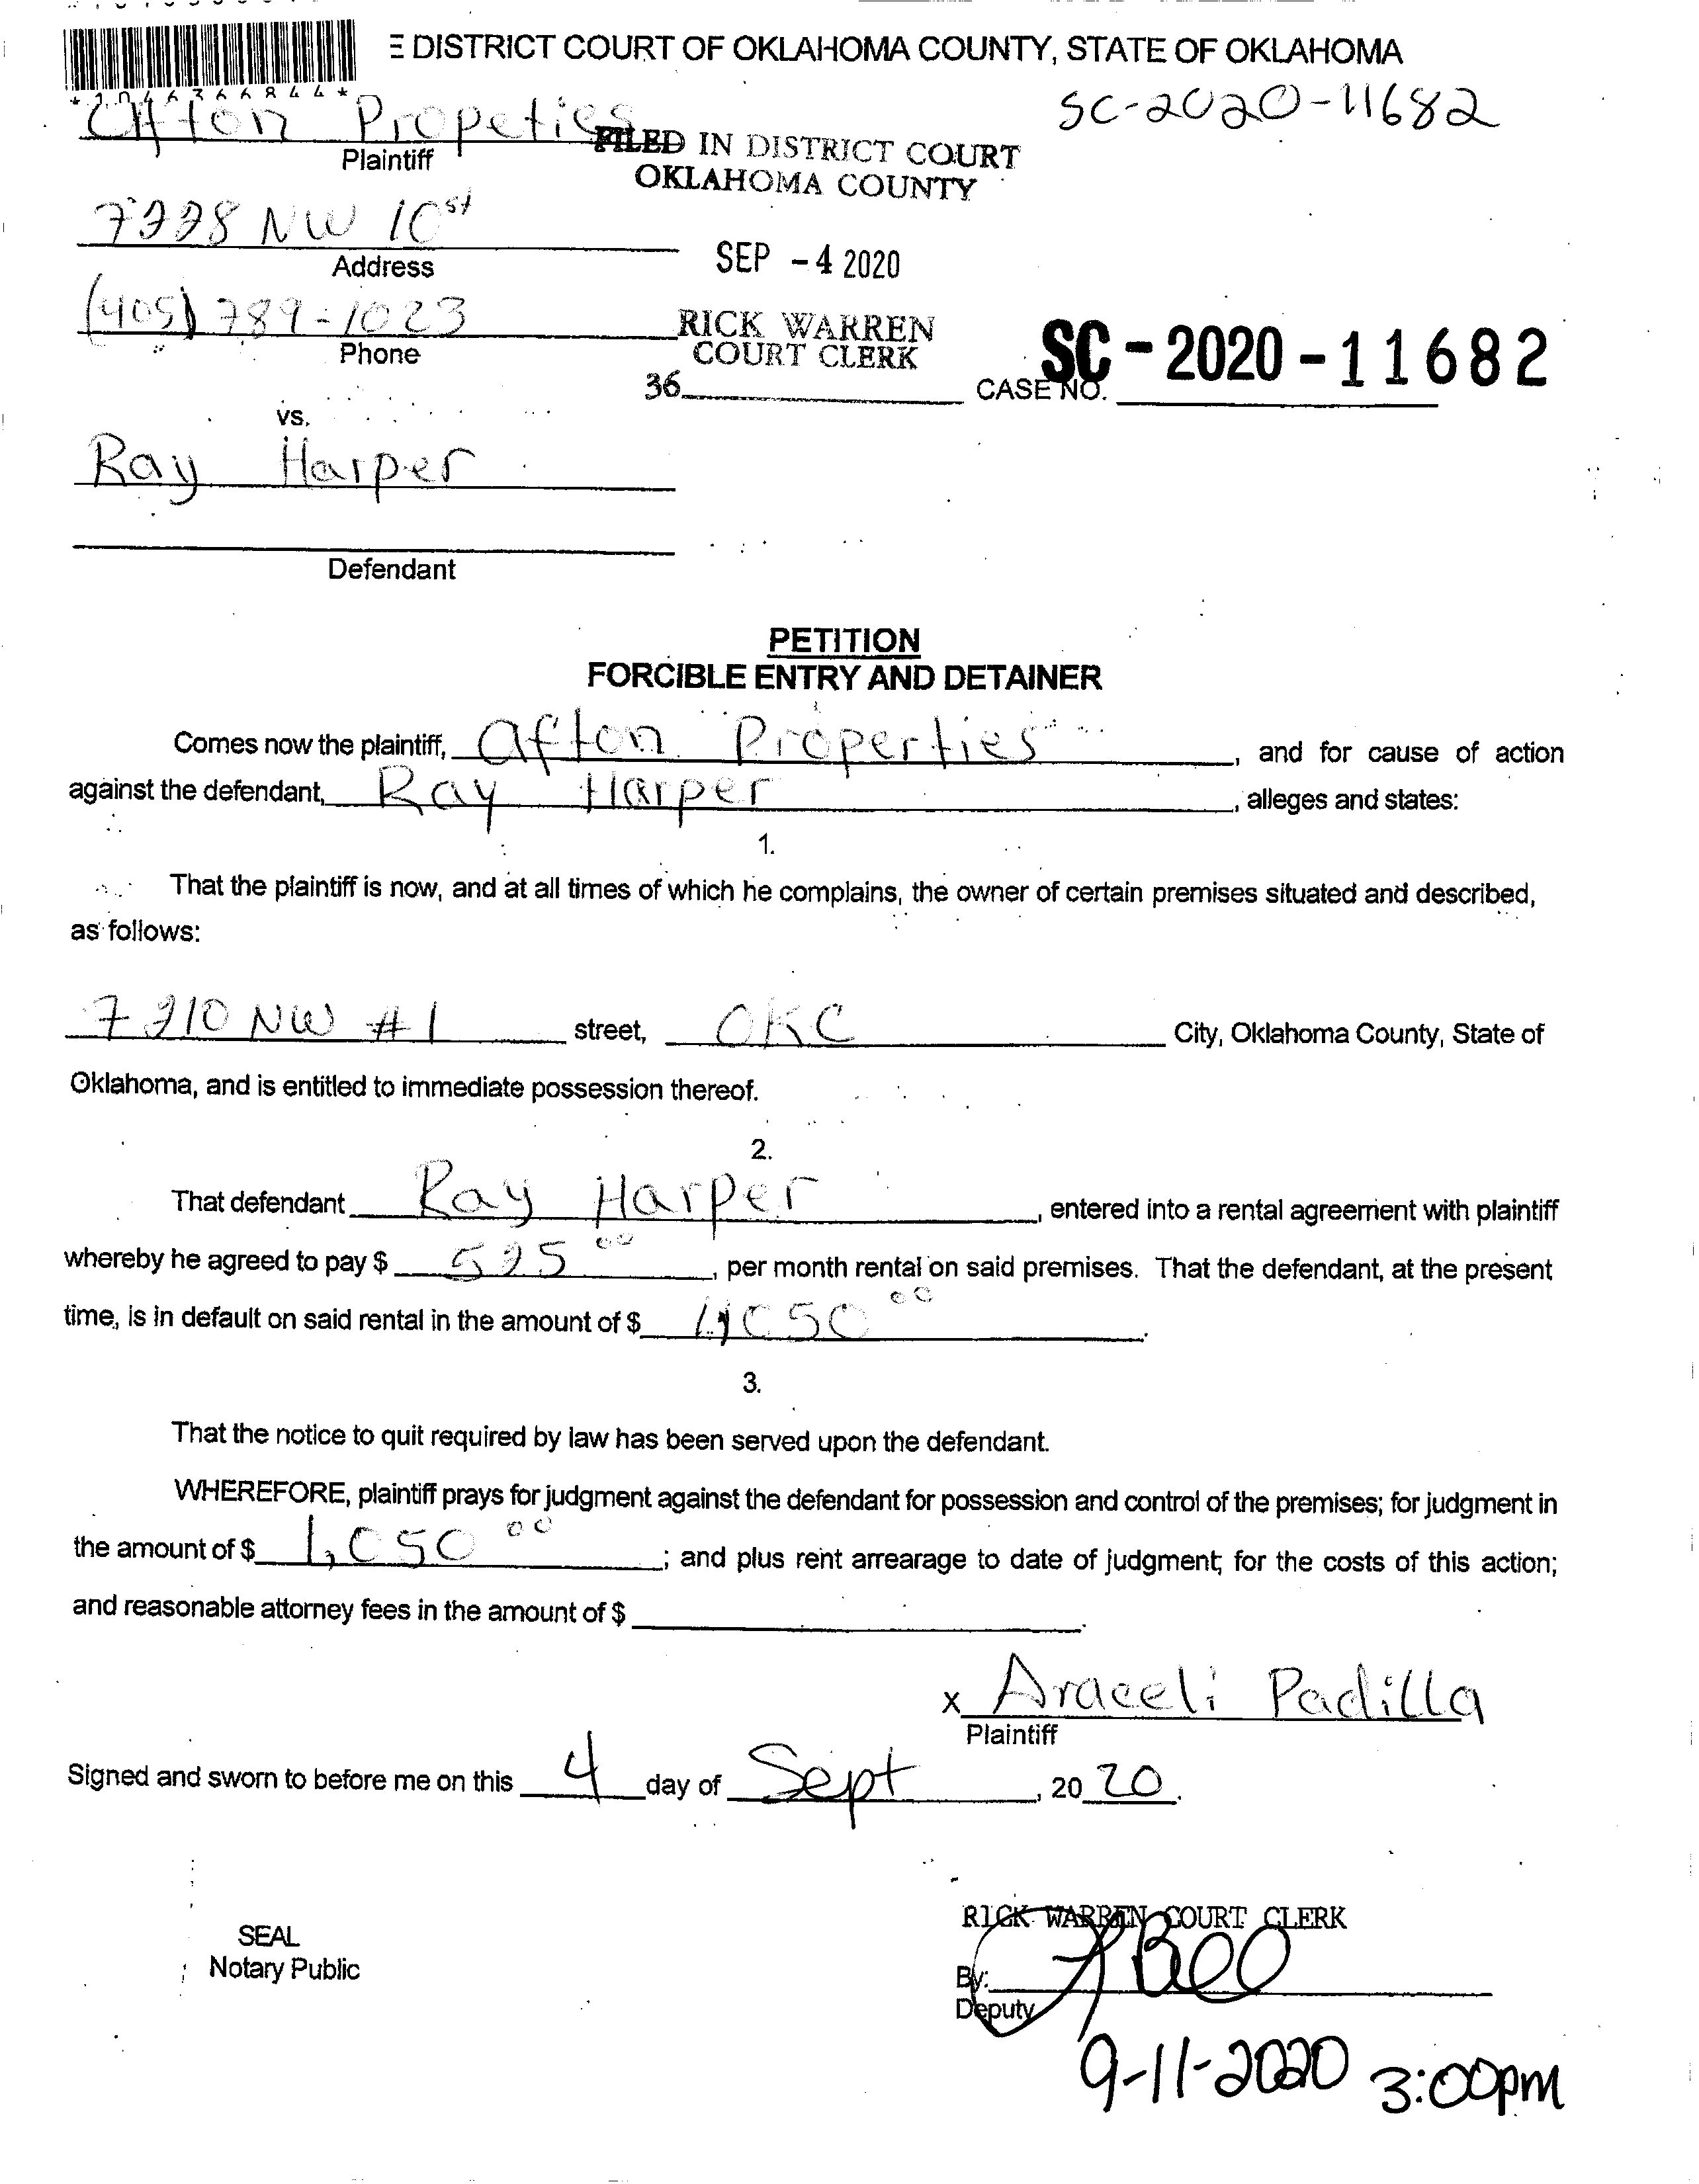 E DISTRICT COURT OF OKLAHOMA COUNTY, STATE OF OKLAHOMA
*1046366844*
SC-2020-11682
Afton Propeties
Plaintiff
FILED IN DISTRICT COURT
OKLAHOMA COUNTY
7228 NW 10st
Address
SEP -4 2020
(405) 789-1023
Phone
RICK WARREN
COURT CLERK
36
CASE NO. SC-2020-11682
vs.
Ray Harper
Defendant
PETITION
FORCIBLE ENTRY AND DETAINER
Comes now the plaintiff, Afton Properties, and for cause of action
against the defendant, Ray Harper, alleges and states:
1.
That the plaintiff is now, and at all times of which he complains, the owner of certain premises situated and described,
as follows:
7210 NW #1 street, OKC City, Oklahoma County, State of
Oklahoma, and is entitled to immediate possession thereof.
2.
That defendant Ray Harper, entered into a rental agreement with plaintiff
whereby he agreed to pay $ 525 00, per month rental on said premises. That the defendant, at the present
time, is in default on said rental in the amount of $ 1,050 00.
3.
That the notice to quit required by law has been served upon the defendant.
WHEREFORE, plaintiff prays for judgment against the defendant for possession and control of the premises; for judgment in
the amount of $ 1,050 00; and plus rent arrearage to date of judgment; for the costs of this action;
and reasonable attorney fees in the amount of $ .
x Araceli Padilla
Plaintiff
Signed and sworn to before me on this 4 day of Sept, 2020.
RICK WARREN COURT CLERK
SEAL
Notary Public
By:
Deputy
9-11-2020 3:00pm